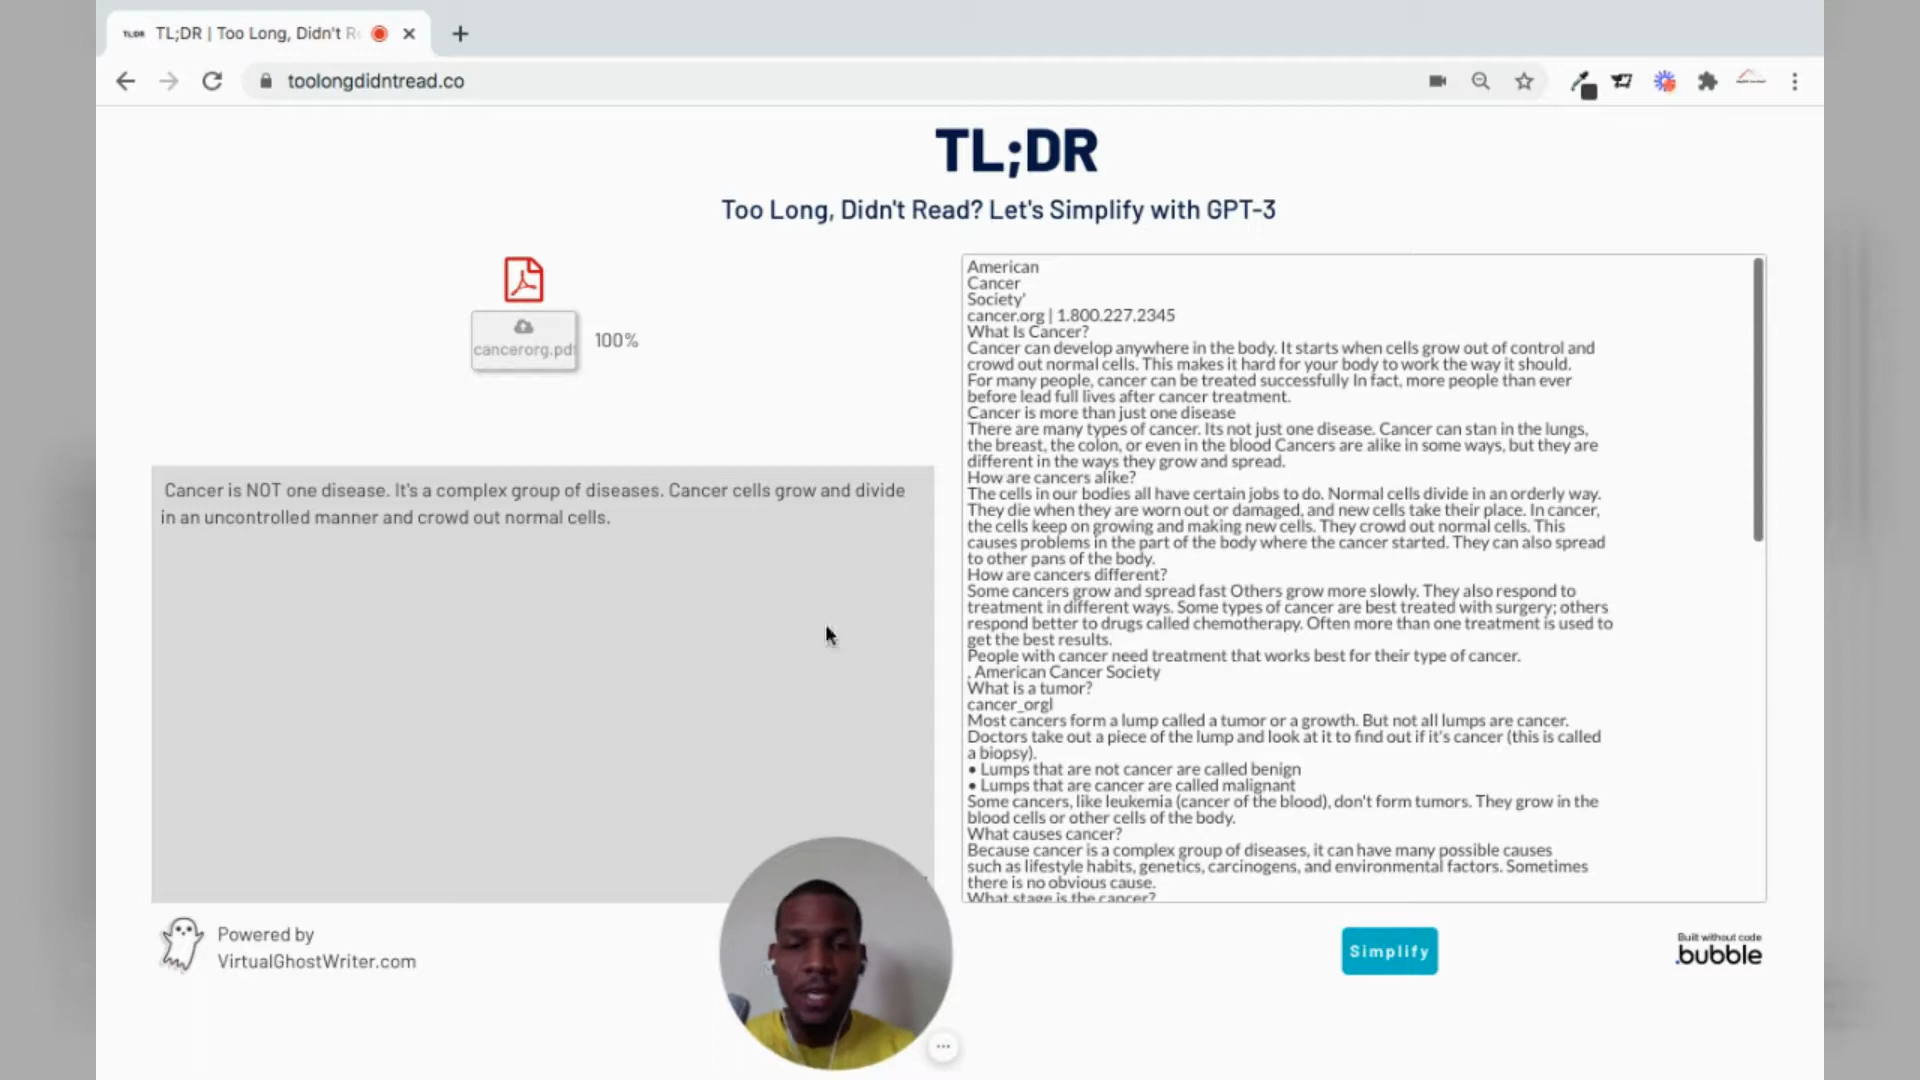 TL;DR TL;DR | Too Long, Didn't R
toolongdidntread.co
TL;DR
Too Long, Didn't Read? Let's Simplify with GPT-3
cancerorg.pdf
100%
Cancer is NOT one disease. It's a complex group of diseases. Cancer cells grow and divide
in an uncontrolled manner and crowd out normal cells.
American
Cancer
Society'
cancer.org | 1.800.227.2345
What Is Cancer?
Cancer can develop anywhere in the body. It starts when cells grow out of control and
crowd out normal cells. This makes it hard for your body to work the way it should.
For many people, cancer can be treated successfully In fact, more people than ever
before lead full lives after cancer treatment.
Cancer is more than just one disease
There are many types of cancer. Its not just one disease. Cancer can stan in the lungs,
the breast, the colon, or even in the blood Cancers are alike in some ways, but they are
different in the ways they grow and spread.
How are cancers alike?
The cells in our bodies all have certain jobs to do. Normal cells divide in an orderly way.
They die when they are worn out or damaged, and new cells take their place. In cancer,
the cells keep on growing and making new cells. They crowd out normal cells. This
causes problems in the part of the body where the cancer started. They can also spread
to other pans of the body.
How are cancers different?
Some cancers grow and spread fast Others grow more slowly. They also respond to
treatment in different ways. Some types of cancer are best treated with surgery; others
respond better to drugs called chemotherapy. Often more than one treatment is used to
get the best results.
People with cancer need treatment that works best for their type of cancer.
. American Cancer Society
What is a tumor?
cancer_orgl
Most cancers form a lump called a tumor or a growth. But not all lumps are cancer.
Doctors take out a piece of the lump and look at it to find out if it's cancer (this is called
a biopsy).
• Lumps that are not cancer are called benign
• Lumps that are cancer are called malignant
Some cancers, like leukemia (cancer of the blood), don't form tumors. They grow in the
blood cells or other cells of the body.
What causes cancer?
Because cancer is a complex group of diseases, it can have many possible causes
such as lifestyle habits, genetics, carcinogens, and environmental factors. Sometimes
there is no obvious cause.
What stage is the cancer?
Powered by
VirtualGhostWriter.com
Simplify
Built without code
.bubble